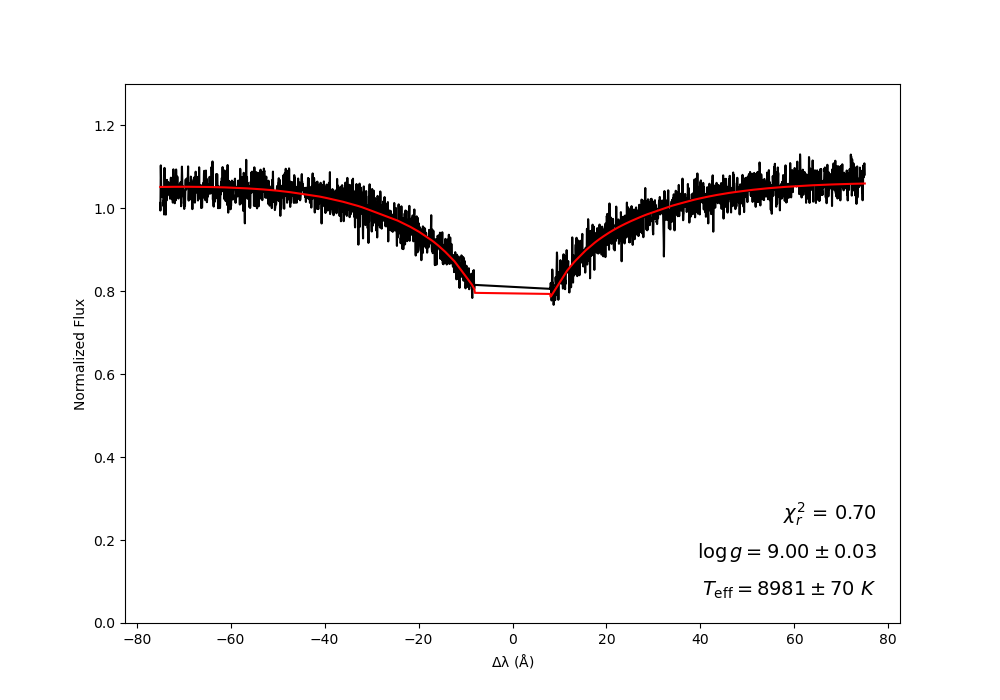 Normalized Flux
1.2
1.0
0.8
0.6
0.4
0.2
0.0
χ²ᵣ = 0.70
log g = 9.00 ± 0.03
T_eff = 8981 ± 70 K
−80 −60 −40 −20 0 20 40 60 80
Δλ (Å)